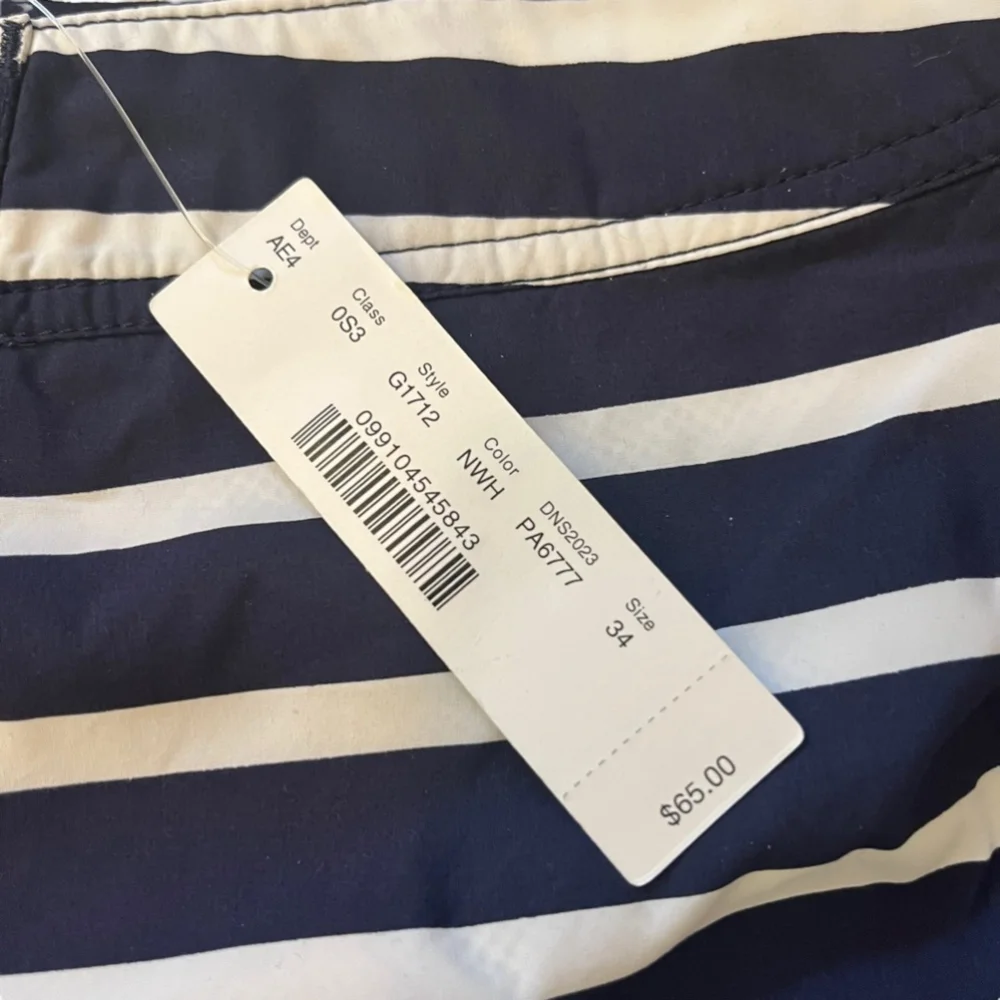 Dept
AE4
Class
0S3
Style
G1712
Color
NWH
DNS2023
PA6777
Size
34
099104545843
$65.00